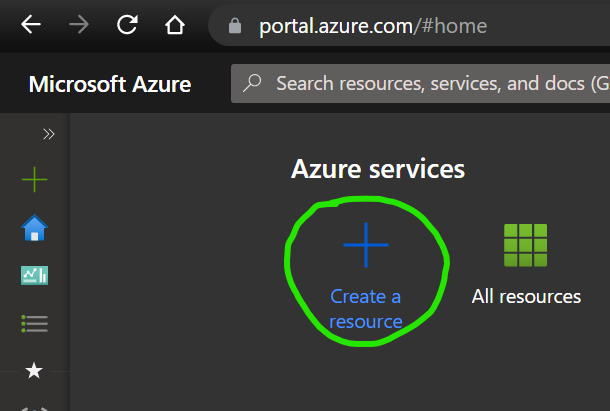 portal.azure.com/#home
Microsoft Azure
Search resources, services, and docs (G
Azure services
Create a
resource
All resources